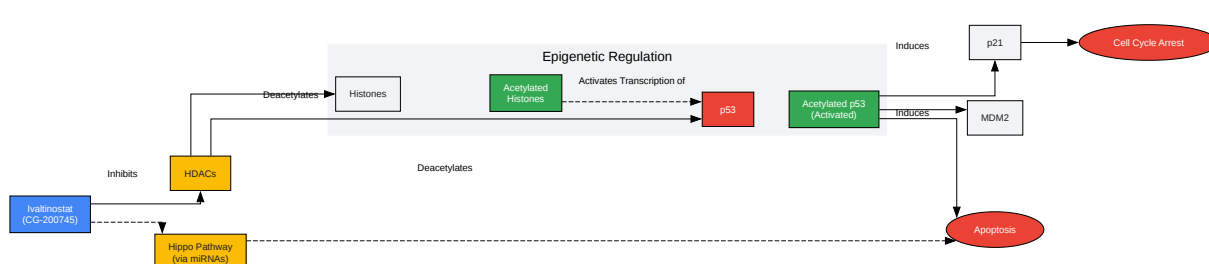 Induces
p21
Cell Cycle Arrest
Epigenetic Regulation
Activates Transcription of
Deacetylates
Histones
Acetylated
Histones
p53
Acetylated p53
(Activated)
Induces
MDM2
Deacetylates
Inhibits
HDACs
Ivaltinostat
(CG-200745)
Hippo Pathway
(via miRNAs)
Apoptosis